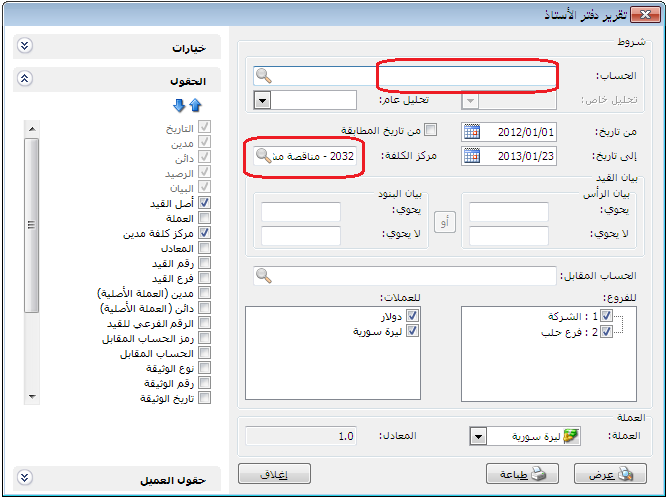 تقرير دفتر الأستاذ
شروط
الحساب:
تحليل خاص:
تحليل عام:
من تاريخ:
2012/01/01
من تاريخ المطابقة
إلى تاريخ:
2013/01/23
مركز الكلفة:
2032 - مناقصة مش
بيان القيد
بيان الرأس
يحوي:
لا يحوي:
أو
بيان البنود
يحوي:
لا يحوي:
الحساب المقابل:
للفروع:
1 : الشركة
2 : فرع حلب
للعملات:
دولار
ليرة سورية
العملة
العملة:
ليرة سورية
المعادل:
1.0
عرض
طباعة
إغلاق
خيارات
الحقول
التاريخ
مدين
دائن
الرصيد
البيان
أصل القيد
العملة
مركز كلفة مدين
المعادل
رقم القيد
فرع القيد
مدين (العملة الأصلية)
دائن (العملة الأصلية)
الرقم الفرعي للقيد
رمز الحساب المقابل
الحساب المقابل
نوع الوثيقة
رقم الوثيقة
تاريخ الوثيقة
حقول العميل